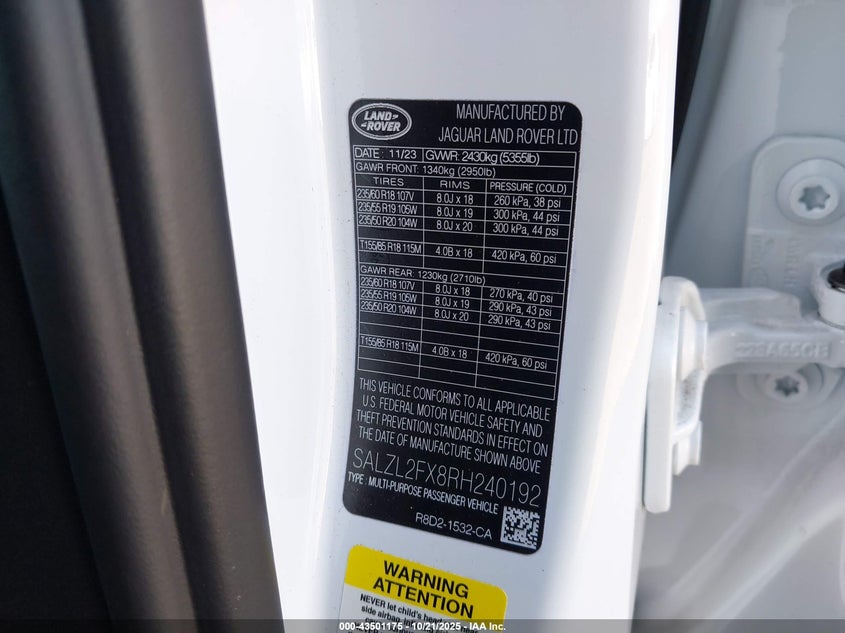 LAND ROVER
MANUFACTURED BY
JAGUAR LAND ROVER LTD
DATE : 11/23 GVWR: 2430kg (5355lb)
GAWR FRONT: 1340kg (2950lb)
TIRES RIMS PRESSURE (COLD)
235/60 R18 107V 8.0J x 18 260 kPa, 38 psi
235/55 R19 105W 8.0J x 19 300 kPa, 44 psi
235/50 R20 104W 8.0J x 20 300 kPa, 44 psi
T155/85 R18 115M 4.0B x 18 420 kPa, 60 psi
GAWR REAR: 1230kg (2710lb)
235/60 R18 107V 8.0J x 18 270 kPa, 40 psi
235/55 R19 105W 8.0J x 19 290 kPa, 43 psi
235/50 R20 104W 8.0J x 20 290 kPa, 43 psi
T155/85 R18 115M 4.0B x 18 420 kPa, 60 psi
THIS VEHICLE CONFORMS TO ALL APPLICABLE
U.S. FEDERAL MOTOR VEHICLE SAFETY AND
THEFT PREVENTION STANDARDS IN EFFECT ON
THE DATE OF MANUFACTURE SHOWN ABOVE
SALZL2FX8RH240192
TYPE : MULTI-PURPOSE PASSENGER VEHICLE
R8D2-1532-CA
WARNING
ATTENTION
NEVER let child's head
side airbag
000-43501175 - 10/21/2025 - IAA